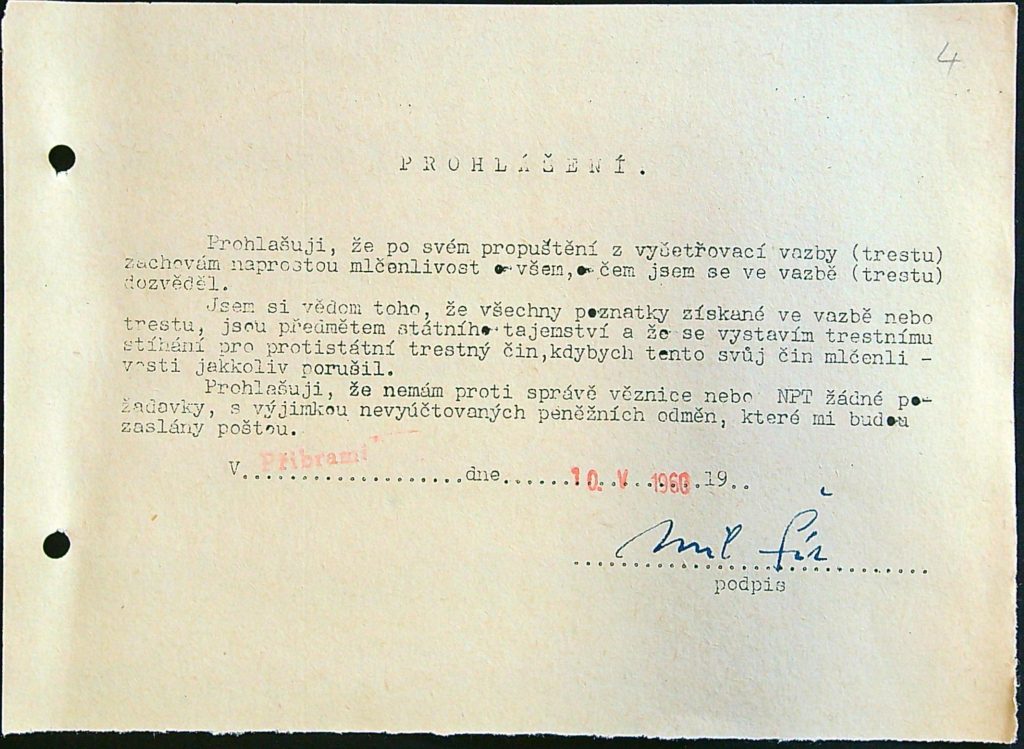 4
PROHLÁŠENÍ.
Prohlašuji, že po svém propuštění z vyšetřovací vazby (trestu)
zachovám naprostou mlčenlivost o všem, o čem jsem se ve vazbě (trestu)
dozvěděl.
Jsem si vědom toho, že všechny poznatky získané ve vazbě nebo
trestu, jsou předmětem státního tajemství a že se vystavím trestnímu
stíhání pro protistátní trestný čin,kdybych tento svůj čin mlčenli -
vosti jakkoliv porušil.
Prohlašuji, že nemám proti správě věznice nebo NPT žádné po-
žadavky, s výjimkou nevyúčtovaných peněžních odměn, které mi budou
zaslány poštou.
V Příbrami dne 10. V 1960 19..
podpis